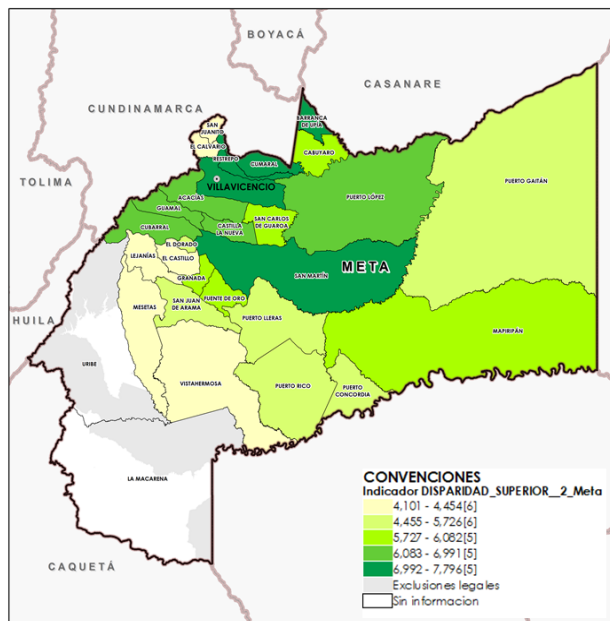 BOYACÁ
CASANARE
CUNDINAMARCA
TOLIMA
HUILA
CAQUETÁ
BARRANCA
DE UPÍA
SAN
JUANITO
EL CALVARIO
RESTREPO
CUMARAL
CABUYARO
VILLAVICENCIO
PUERTO GAITÁN
PUERTO LÓPEZ
ACACÍAS
GUAMAL
CASTILLA
LA NUEVA
SAN CARLOS
DE GUAROA
CUBARRAL
EL DORADO
LEJANÍAS
EL CASTILLO
META
SAN MARTÍN
GRANADA
MESETAS
SAN JUAN
DE ARAMA
FUENTE DE ORO
PUERTO LLERAS
MAPIRIPÁN
URIBE
VISTAHERMOSA
PUERTO RICO
PUERTO
CONCORDIA
LA MACARENA
CONVENCIONES
Indicador DISPARIDAD_SUPERIOR__2_Meta
4,101 - 4,454[6]
4,455 - 5,726[6]
5,727 - 6,082[5]
6,083 - 6,991[5]
6,992 - 7,796[5]
Exclusiones legales
Sin informacion